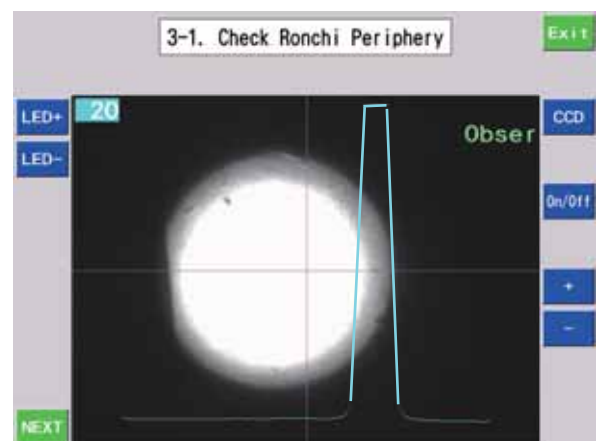 3-1. Check Ronchi Periphery
Exit
LED+
20
CCD
Obser
LED-
On/Off
+
-
NEXT